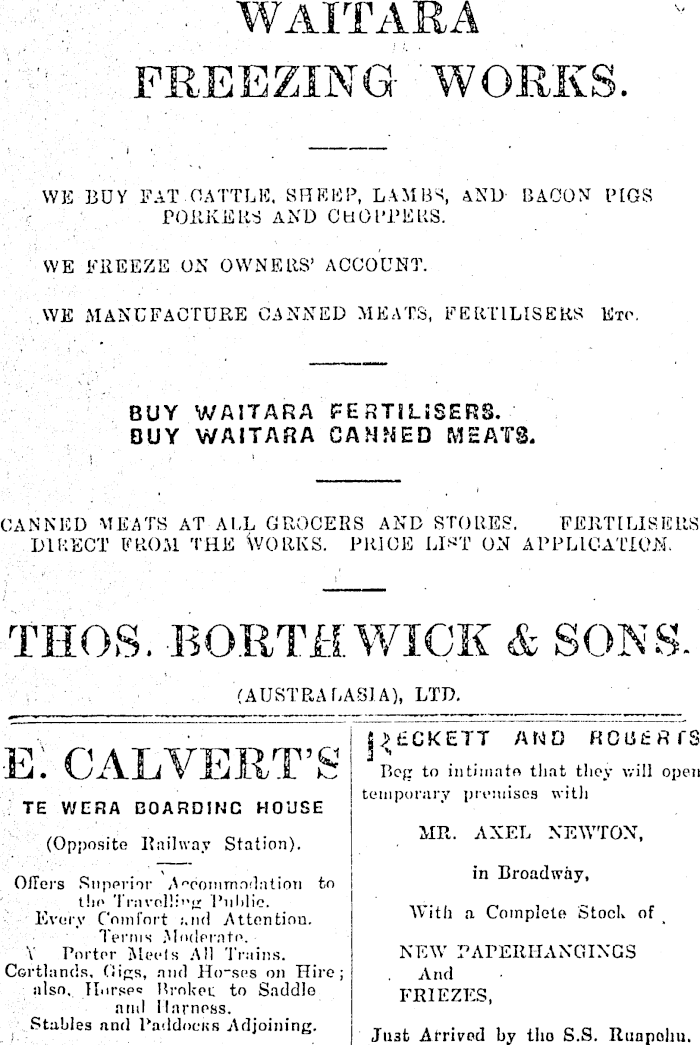 WAITARA
FREEZING WORKS.
WE BUY FAT CATTLE, SHEEP, LAMBS, AND BACON PIGS
PORKERS AND CHOPPERS.
WE FREEZE ON OWNERS' ACCOUNT.
WE MANUFACTURE CANNED MEATS, FERTILISERS ETC.
BUY WAITARA FERTILISERS.
BUY WAITARA CANNED MEATS.
CANNED MEATS AT ALL GROCERS AND STORES. FERTILISERS
DIRECT FROM THE WORKS. PRICE LIST ON APPLICATION.
THOS. BORTHWICK & SONS.
(AUSTRALASIA), LTD.
E. CALVERT'S
TE WERA BOARDING HOUSE
(Opposite Railway Station).
Offers Superior Accommodation to
the Travelling Public.
Every Comfort and Attention.
Terms Moderate.
Porter Meets All Trains.
Cortlands, Gigs, and Horses on Hire;
also, Horses Broken to Saddle
and Harness.
Stables and Paddocks Adjoining.
RECKETT AND ROBERTS
Beg to intimate that they will open
temporary premises with
MR. AXEL NEWTON,
in Broadway,
With a Complete Stock of
NEW PAPERHANGINGS
And
FRIEZES,
Just Arrived by the S.S. Ruapehu.